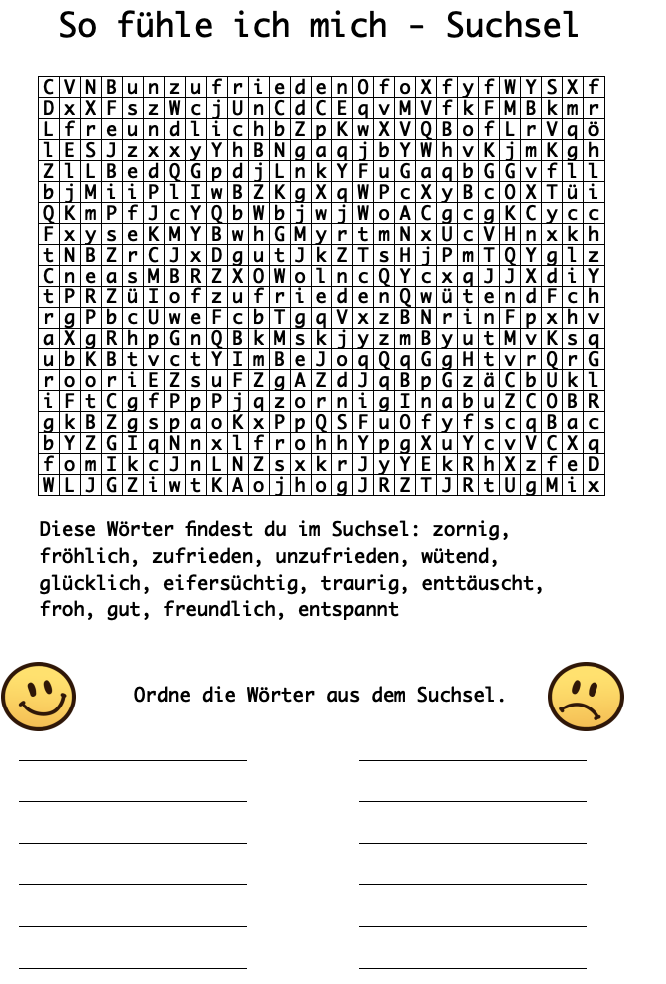 So fühle ich mich - Suchsel
C V N B u n z u f r i e d e n O f o X f y f W Y S X f
D x X F s z W c j U n C d C E q v M V f k F M B k m r
L f r e u n d l i c h b Z p K w X V Q B o f L r V q ö
l E S J z x x y Y h B N g a q j b Y W h v K j m K g h
Z l L B e d Q G p d j L n k Y F u G a q b G G v f l l
b j M i i P l I w B Z K g X q W P c X y B c O X T ü i
Q K m P f J c Y Q b W b j w j W o A C g c g K C y c c
F x y s e K M Y B w h G M y r t m N x U c V H n x k h
t N B Z r C J x D g u t J k Z T s H j P m T Q Y g l z
C n e a s M B R Z X O W o l n c Q Y c x q J J X d i Y
t P R Z ü I o f z u f r i e d e n Q w ü t e n d F c h
r g P b c U w e F c b T g q V x z B N r i n F p x h v
a X g R h p G n Q B k M s k j y z m B y u t M v K s q
u b K B t v c t Y I m B e J o q Q q G g H t v r Q r G
r o o r i E Z s u F Z g A Z d J q B p G z ä C b U k l
i F t C g f P p P j q z o r n i g I n a b u Z C O B R
g k B Z g s p a o K x P p Q S F u O f y f s c q B a c
b Y Z G I q N n x l f r o h h Y p g X u Y c v V C X q
f o m I k c J n L N Z s x k r J y Y E k R h X z f e D
W L J G Z i w t K A o j h o g J R Z T J R t U g M i x
Diese Wörter findest du im Suchsel: zornig,
fröhlich, zufrieden, unzufrieden, wütend,
glücklich, eifersüchtig, traurig, enttäuscht,
froh, gut, freundlich, entspannt
Ordne die Wörter aus dem Suchsel.